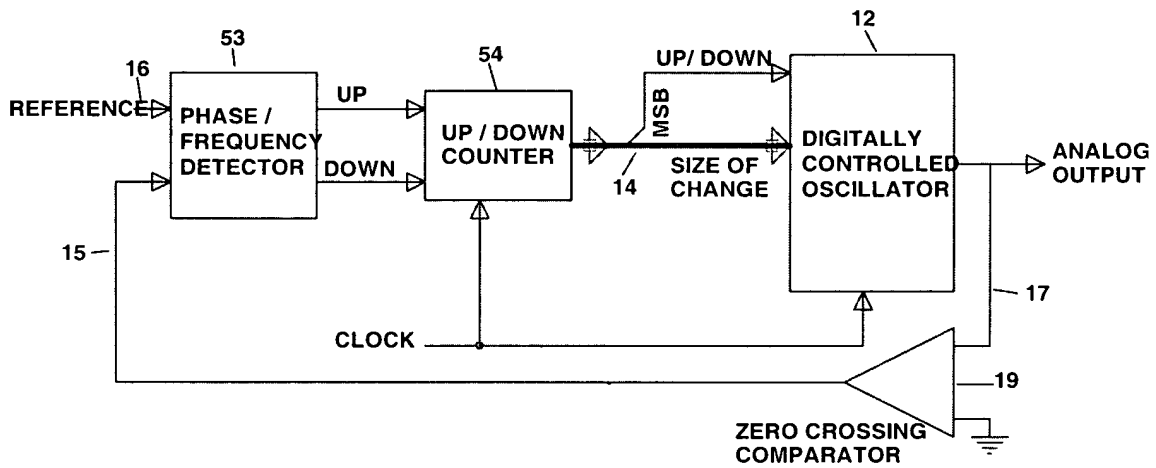 12
53
54
16
UP/ DOWN
REFERENCE
UP
MSB
PHASE /
FREQUENCY
DETECTOR
UP / DOWN
COUNTER
DIGITALLY
CONTROLLED
OSCILLATOR
ANALOG
OUTPUT
DOWN
14
SIZE OF
CHANGE
15
17
CLOCK
19
ZERO CROSSING
COMPARATOR